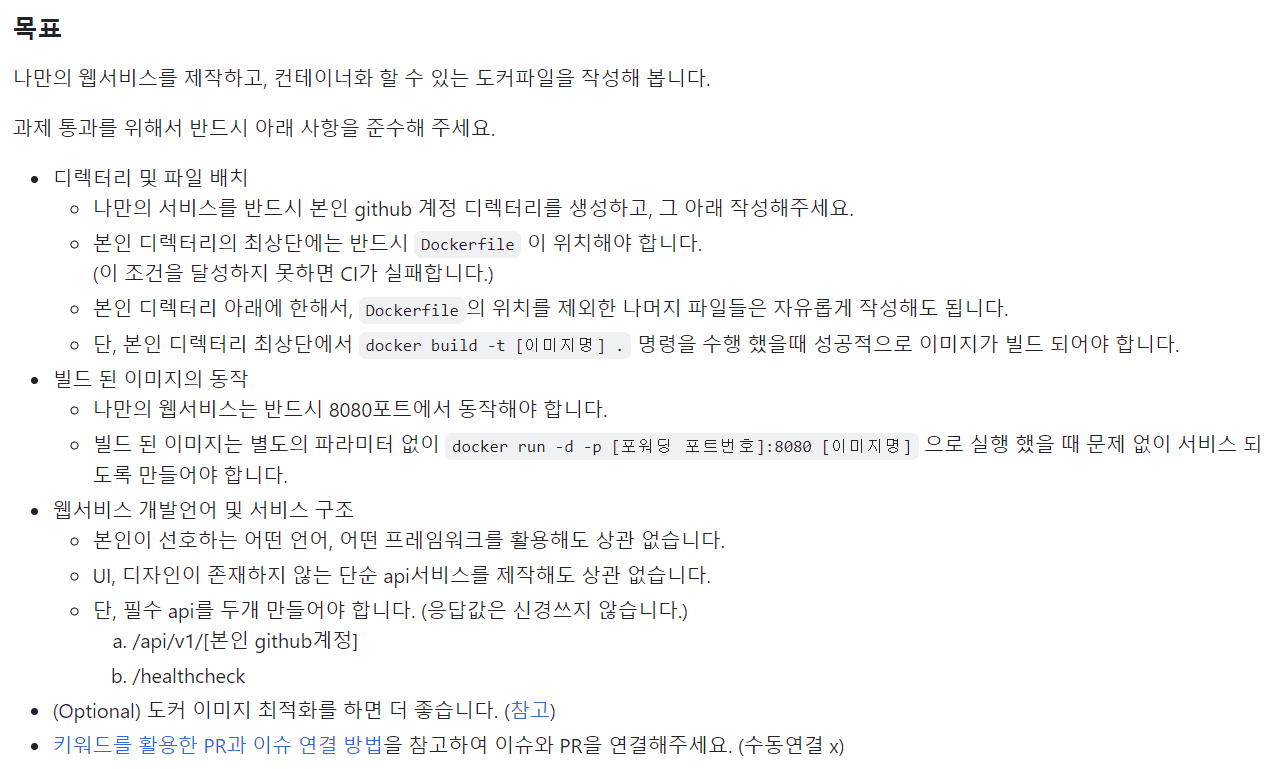 목표
나만의 웹서비스를 제작하고, 컨테이너화 할 수 있는 도커파일을 작성해 봅니다.
과제 통과를 위해서 반드시 아래 사항을 준수해 주세요.
• 디렉터리 및 파일 배치
◦ 나만의 서비스를 반드시 본인 github 계정 디렉터리를 생성하고, 그 아래 작성해주세요.
◦ 본인 디렉터리의 최상단에는 반드시 Dockerfile 이 위치해야 합니다.
(이 조건을 달성하지 못하면 CI가 실패합니다.)
◦ 본인 디렉터리 아래에 한해서, Dockerfile의 위치를 제외한 나머지 파일들은 자유롭게 작성해도 됩니다.
◦ 단, 본인 디렉터리 최상단에서 docker build -t [이미지명] . 명령을 수행 했을때 성공적으로 이미지가 빌드 되어야 합니다.
• 빌드 된 이미지의 동작
◦ 나만의 웹서비스는 반드시 8080포트에서 동작해야 합니다.
◦ 빌드 된 이미지는 별도의 파라미터 없이 docker run -d -p [포워딩 포트번호]:8080 [이미지명] 으로 실행 했을 때 문제 없이 서비스 되
도록 만들어야 합니다.
• 웹서비스 개발언어 및 서비스 구조
◦ 본인이 선호하는 어떤 언어, 어떤 프레임워크를 활용해도 상관 없습니다.
◦ UI, 디자인이 존재하지 않는 단순 api서비스를 제작해도 상관 없습니다.
◦ 단, 필수 api를 두개 만들어야 합니다. (응답값은 신경쓰지 않습니다.)
a. /api/v1/[본인 github계정]
b. /healthcheck
• (Optional) 도커 이미지 최적화를 하면 더 좋습니다. (참고)
• 키워드를 활용한 PR과 이슈 연결 방법을 참고하여 이슈와 PR을 연결해주세요. (수동연결 x)